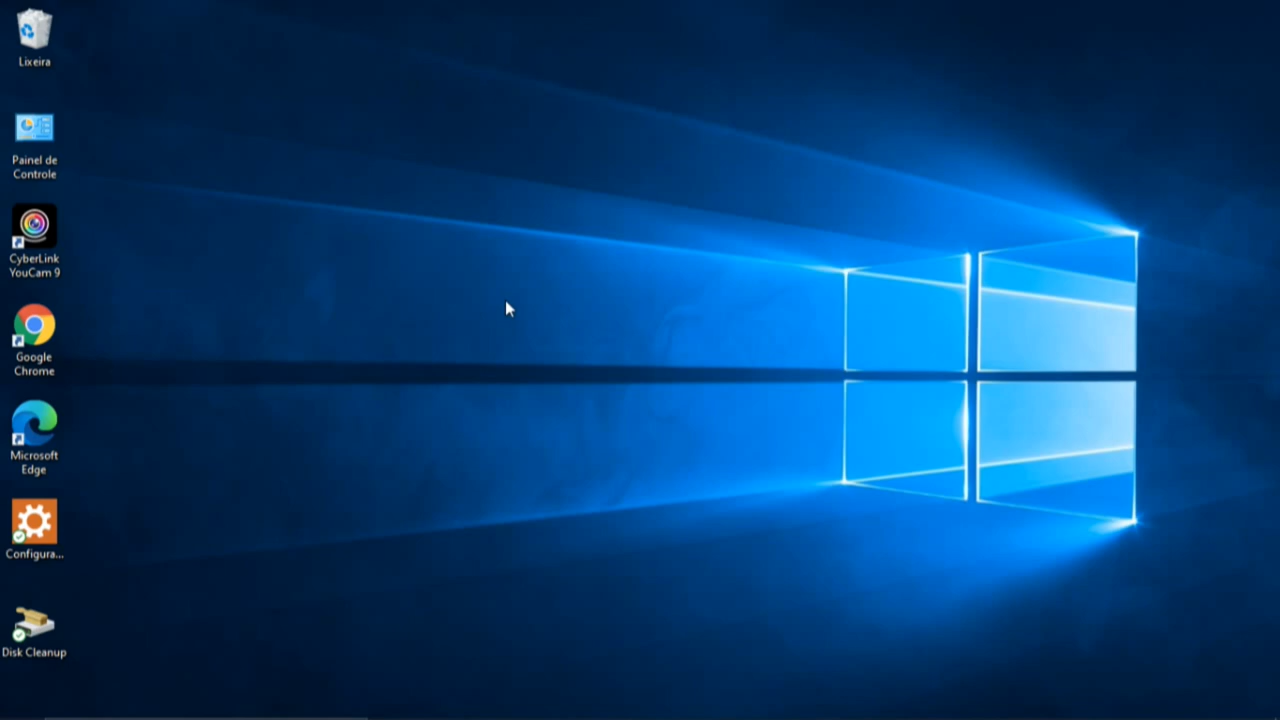 Lixeira
Painel de
Controle
CyberLink
YouCam 9
Google
Chrome
Microsoft
Edge
Configura...
Disk Cleanup